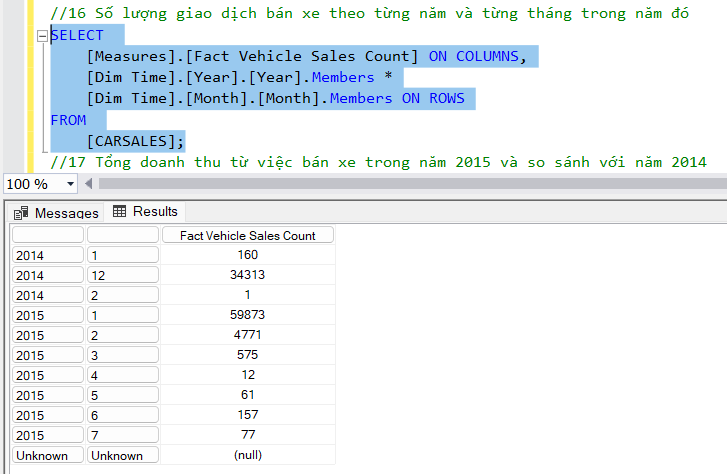 //16 Số lượng giao dịch bán xe theo từng năm và từng tháng trong năm đó
SELECT
[Measures].[Fact Vehicle Sales Count] ON COLUMNS,
[Dim Time].[Year].[Year].Members *
[Dim Time].[Month].[Month].Members ON ROWS
FROM
[CARSALES];
//17 Tổng doanh thu từ việc bán xe trong năm 2015 và so sánh với năm 2014
100 %
Messages Results
Fact Vehicle Sales Count
2014 1 160
2014 12 34313
2014 2 1
2015 1 59873
2015 2 4771
2015 3 575
2015 4 12
2015 5 61
2015 6 157
2015 7 77
Unknown Unknown (null)